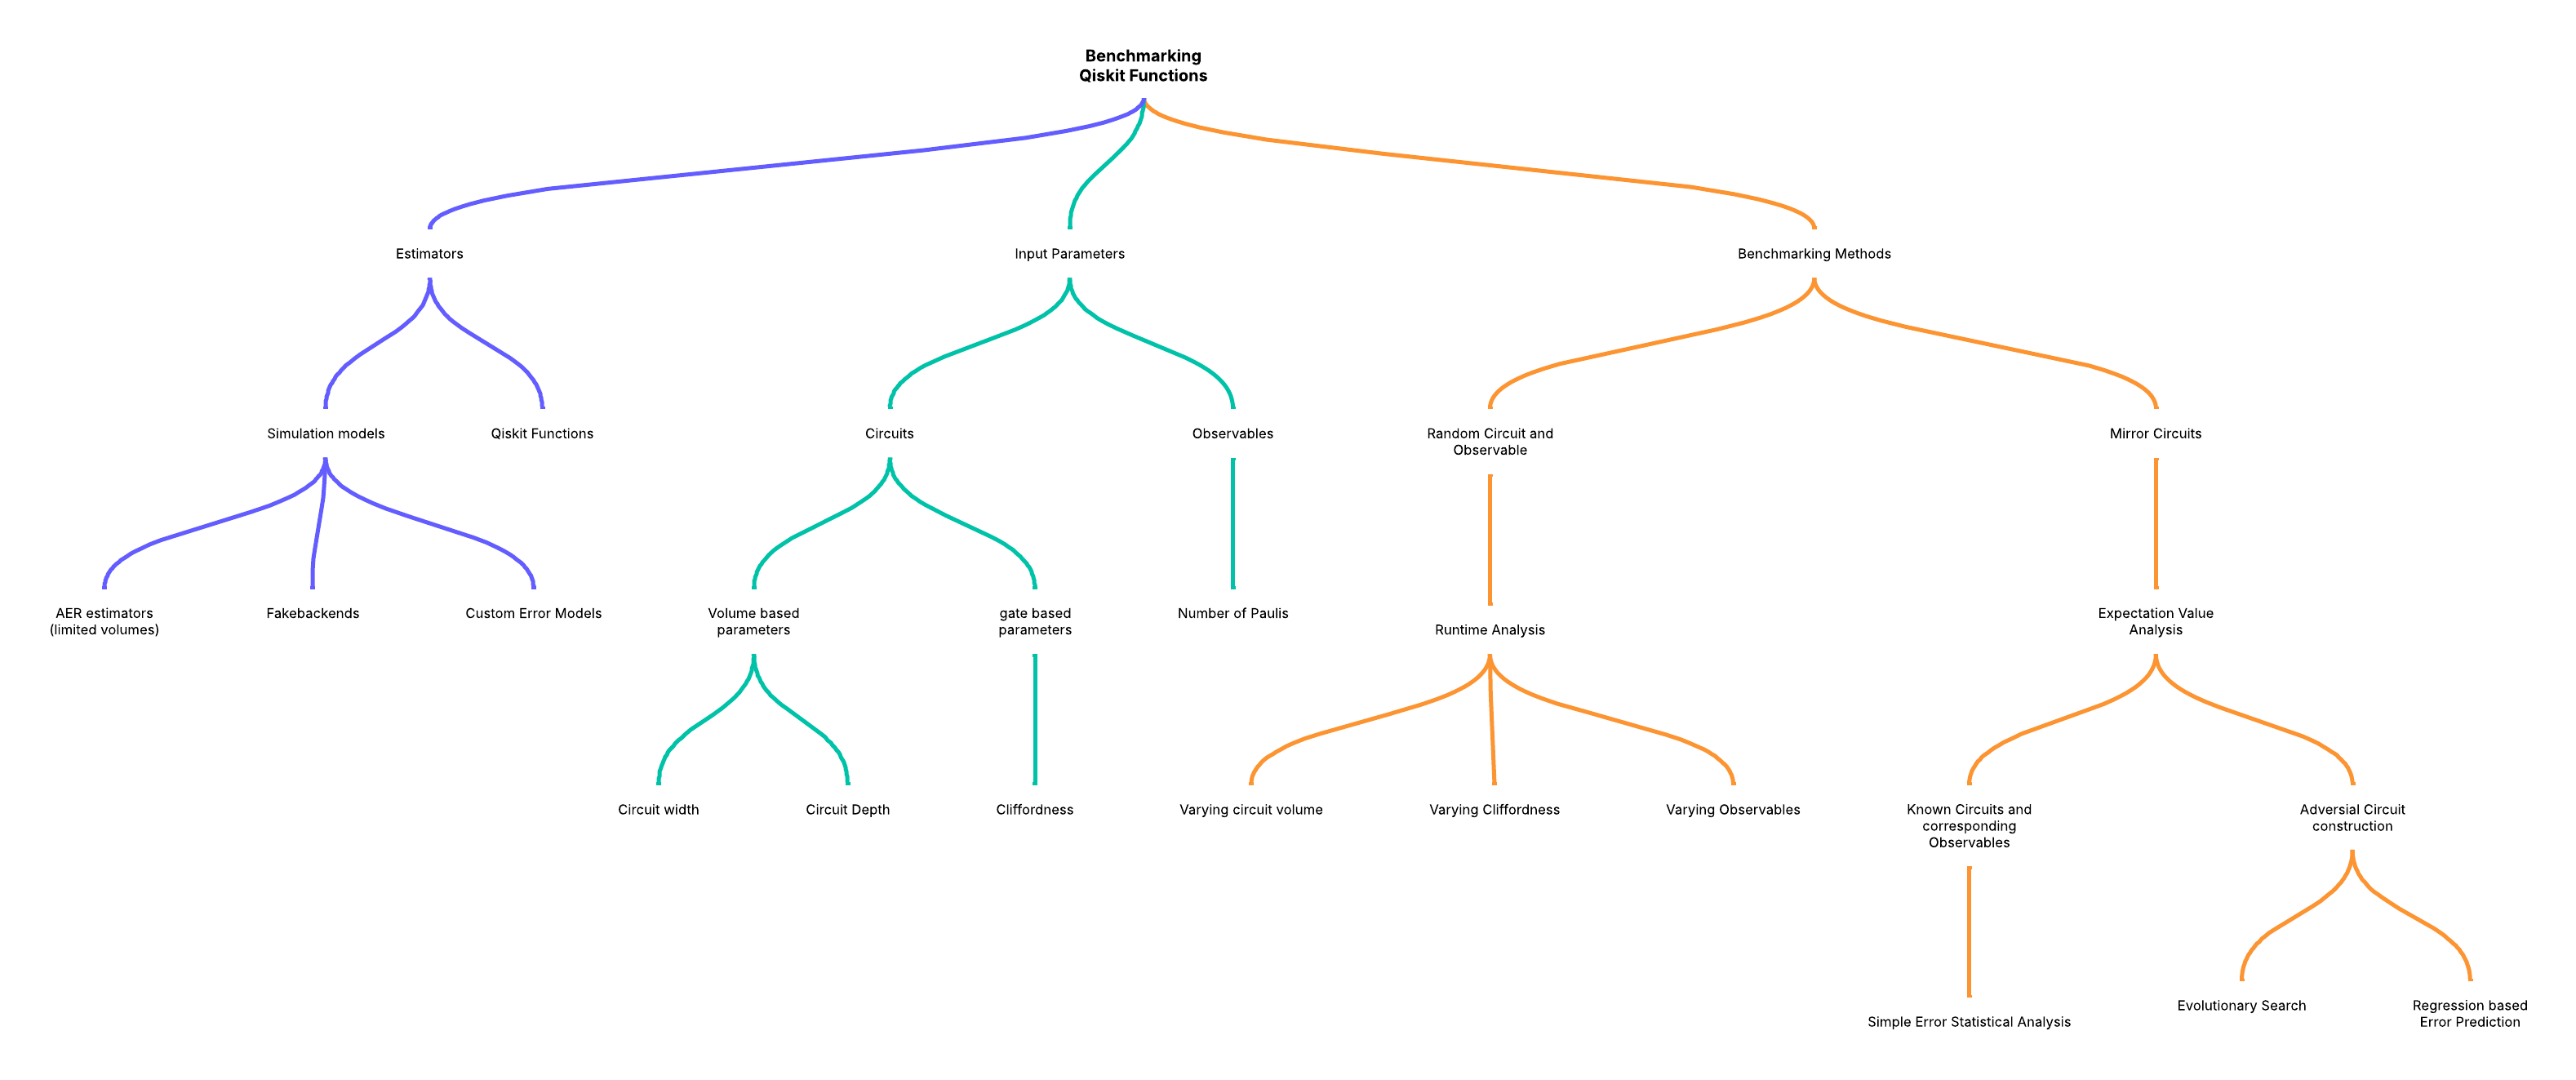 Benchmarking
Qiskit Functions
Estimators
Input Parameters
Benchmarking Methods
Simulation models
Qiskit Functions
Circuits
Observables
Random Circuit and
Observable
Mirror Circuits
AER estimators
(limited volumes)
Fakebackends
Custom Error Models
Volume based
parameters
gate based
parameters
Number of Paulis
Runtime Analysis
Expectation Value
Analysis
Circuit width
Circuit Depth
Cliffordness
Varying circuit volume
Varying Cliffordness
Varying Observables
Known Circuits and
corresponding
Observables
Adversial Circuit
construction
Simple Error Statistical Analysis
Evolutionary Search
Regression based
Error Prediction